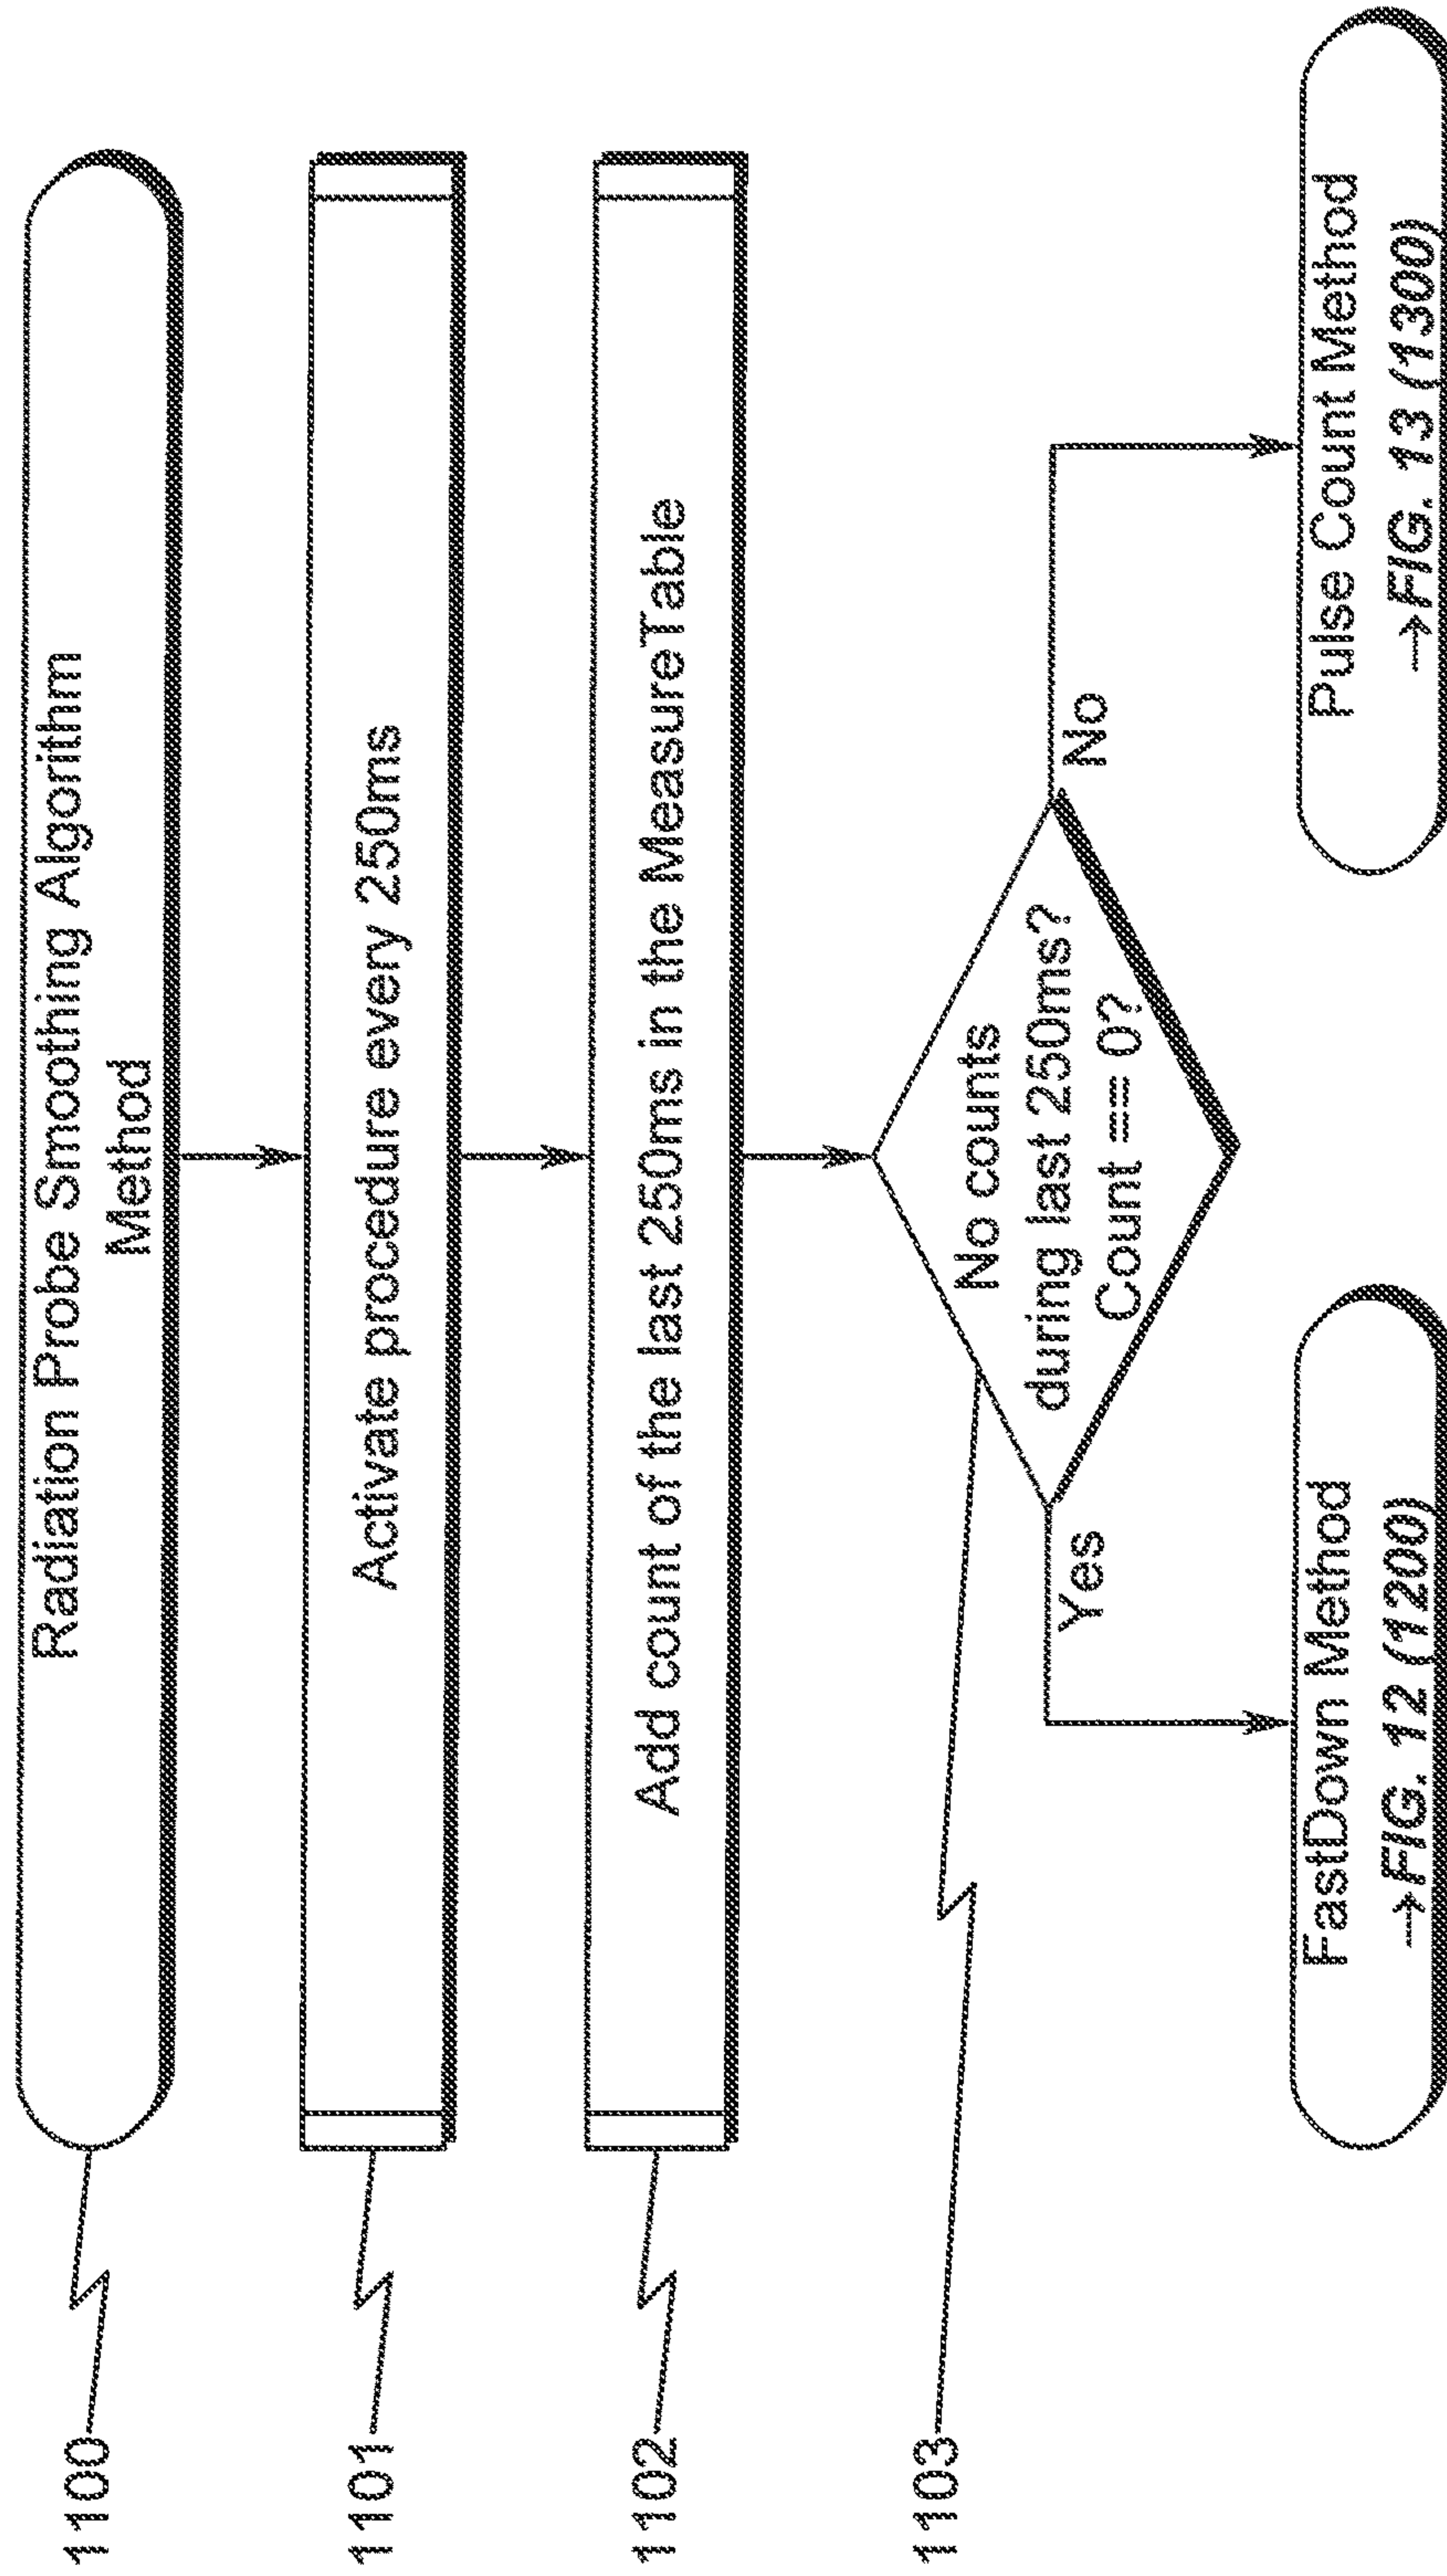 1100
Radiation Probe Smoothing Algorithm
Method
1101
Activate procedure every 250ms
1102
Add count of the last 250ms in the MeasureTable
1103
No counts
during last 250ms?
Count == 0?
Yes
No
FastDown Method
→FIG. 12 (1200)
Pulse Count Method
→FIG. 13 (1300)